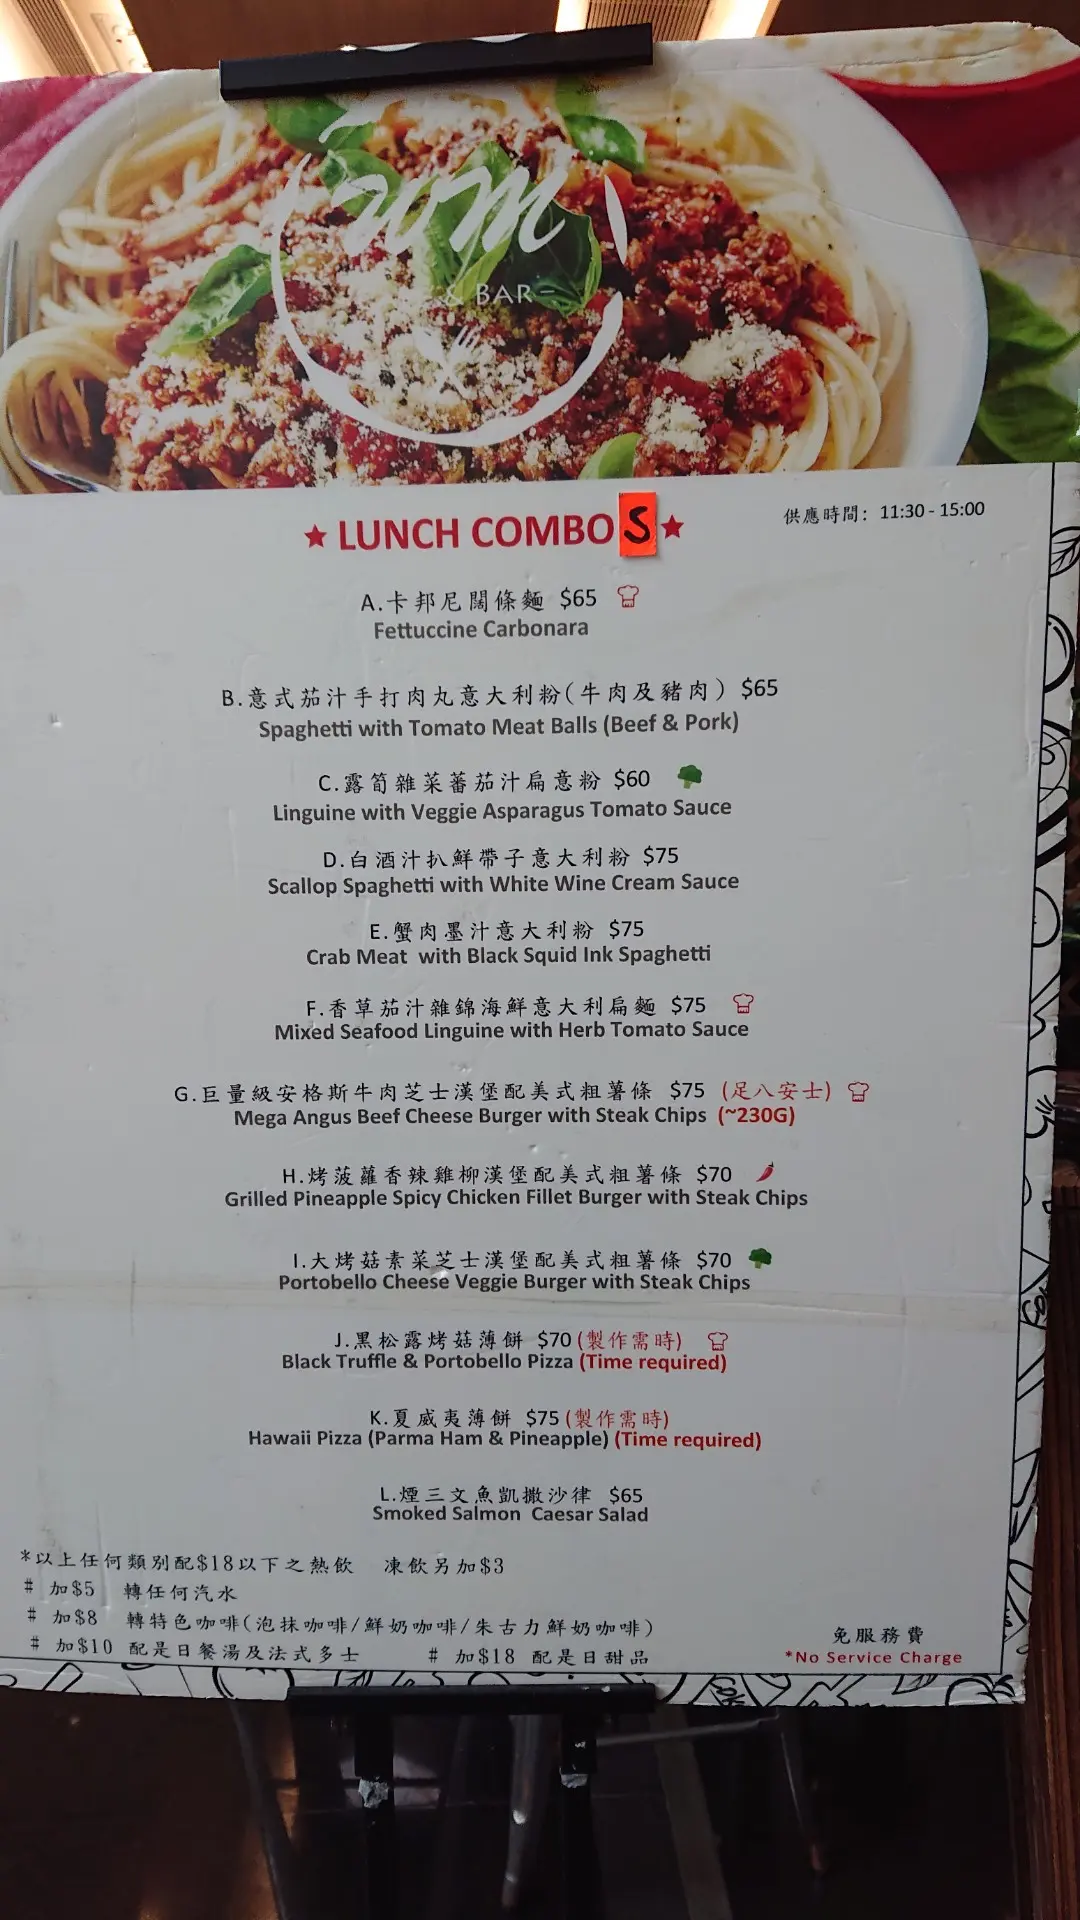 & BAR
★ LUNCH COMBOS ★
供應時間: 11:30 - 15:00
A.卡邦尼闊條麵 $65
Fettuccine Carbonara
B.意式茄汁手打肉丸意大利粉(牛肉及豬肉) $65
Spaghetti with Tomato Meat Balls (Beef & Pork)
C.露筍雜菜蕃茄汁扁意粉 $60
Linguine with Veggie Asparagus Tomato Sauce
D.白酒汁扒鮮帶子意大利粉 $75
Scallop Spaghetti with White Wine Cream Sauce
E.蟹肉墨汁意大利粉 $75
Crab Meat with Black Squid Ink Spaghetti
F.香草茄汁雜錦海鮮意大利扁麵 $75
Mixed Seafood Linguine with Herb Tomato Sauce
G.巨量級安格斯牛肉芝士漢堡配美式粗薯條 $75 (足八安士)
Mega Angus Beef Cheese Burger with Steak Chips (~230G)
H.烤菠蘿香辣雞柳漢堡配美式粗薯條 $70
Grilled Pineapple Spicy Chicken Fillet Burger with Steak Chips
I.大烤菇素菜芝士漢堡配美式粗薯條 $70
Portobello Cheese Veggie Burger with Steak Chips
J.黑松露烤菇薄餅 $70 (製作需時)
Black Truffle & Portobello Pizza (Time required)
K.夏威夷薄餅 $75 (製作需時)
Hawaii Pizza (Parma Ham & Pineapple) (Time required)
L.煙三文魚凱撒沙律 $65
Smoked Salmon Caesar Salad
*以上任何類別配$18以下之熱飲 凍飲另加$3
# 加$5 轉任何汽水
# 加$8 轉特色咖啡(泡抹咖啡/鮮奶咖啡/朱古力鮮奶咖啡)
# 加$10 配是日餐湯及法式多士 # 加$18 配是日甜品
免服務費
*No Service Charge